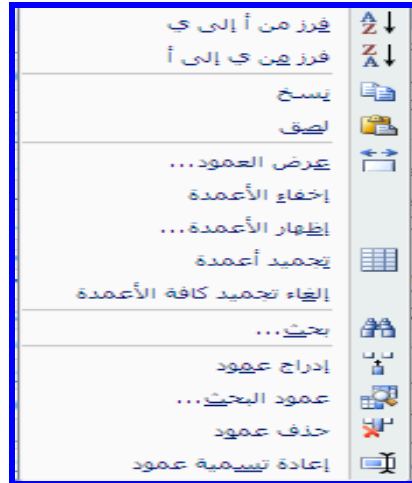 فرز من أ إلى ي
فرز من ي إلى أ
نسخ
لصق
عرض العمود...
إخفاء الأعمدة
إظهار الأعمدة...
تجميد أعمدة
إلغاء تجميد كافة الأعمدة
بحث...
إدراج عمود
عمود البحث...
حذف عمود
إعادة تسمية عمود